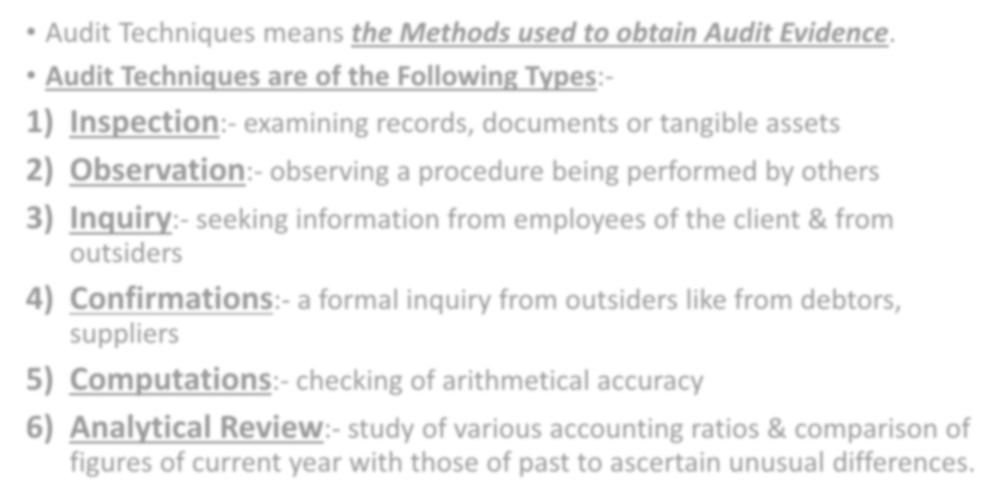 • Audit Techniques means the Methods used to obtain Audit Evidence.
• Audit Techniques are of the Following Types:-
1) Inspection:- examining records, documents or tangible assets
2) Observation:- observing a procedure being performed by others
3) Inquiry:- seeking information from employees of the client & from
outsiders
4) Confirmations:- a formal inquiry from outsiders like from debtors,
suppliers
5) Computations:- checking of arithmetical accuracy
6) Analytical Review:- study of various accounting ratios & comparison of
figures of current year with those of past to ascertain unusual differences.